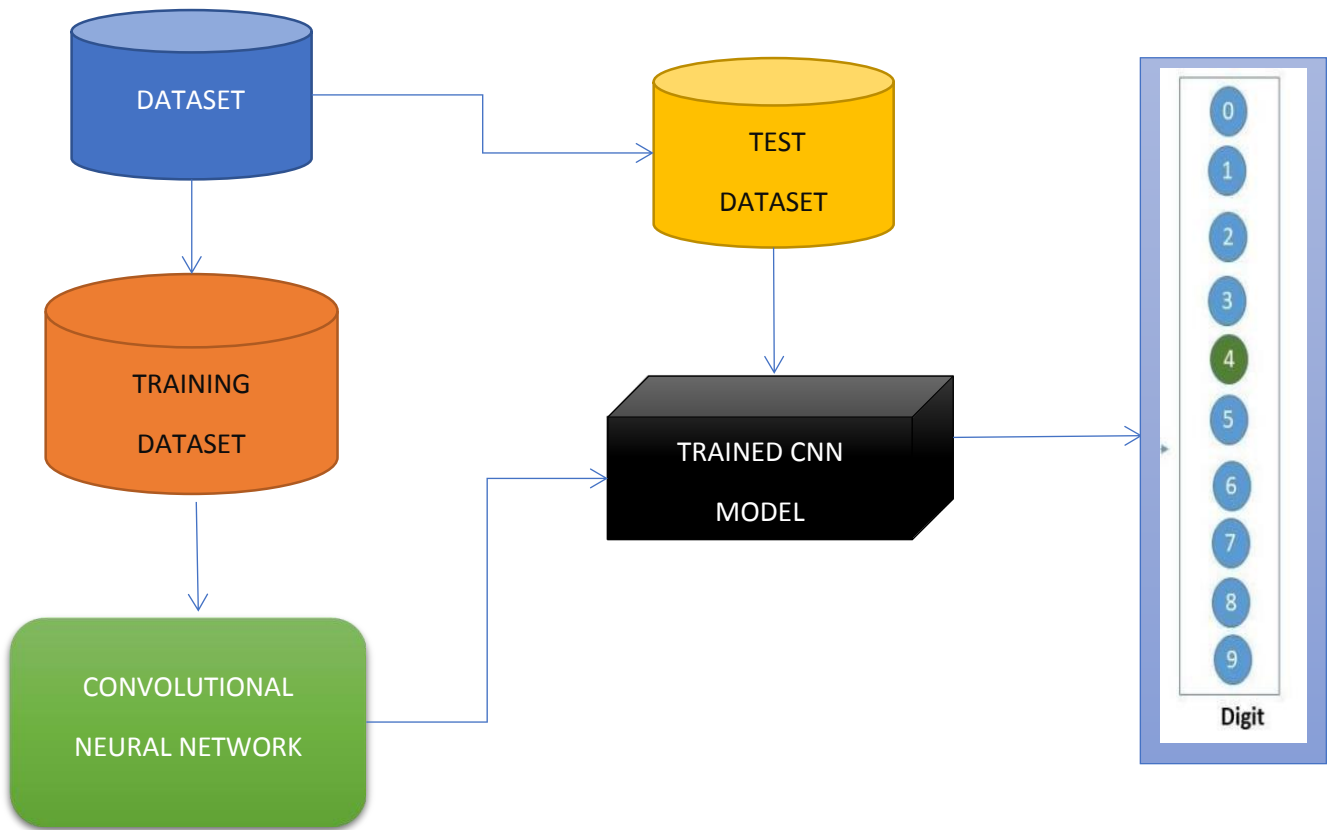 DATASET
TEST
DATASET
TRAINING
DATASET
TRAINED CNN
MODEL
CONVOLUTIONAL
NEURAL NETWORK
0
1
2
3
4
5
6
7
8
9
Digit